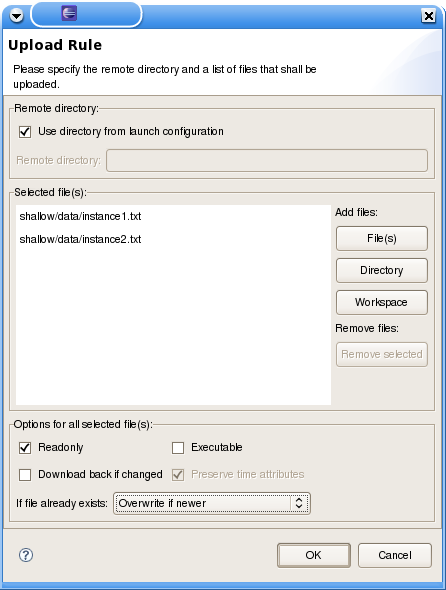 Upload Rule
Please specify the remote directory and a list of files that shall be
uploaded.
Remote directory:
Use directory from launch configuration
Remote directory:
Selected file(s):
shallow/data/instance1.txt
shallow/data/instance2.txt
Add files:
File(s)
Directory
Workspace
Remove files:
Remove selected
Options for all selected file(s):
Readonly
Executable
Download back if changed
Preserve time attributes
If file already exists:
Overwrite if newer
?
OK
Cancel